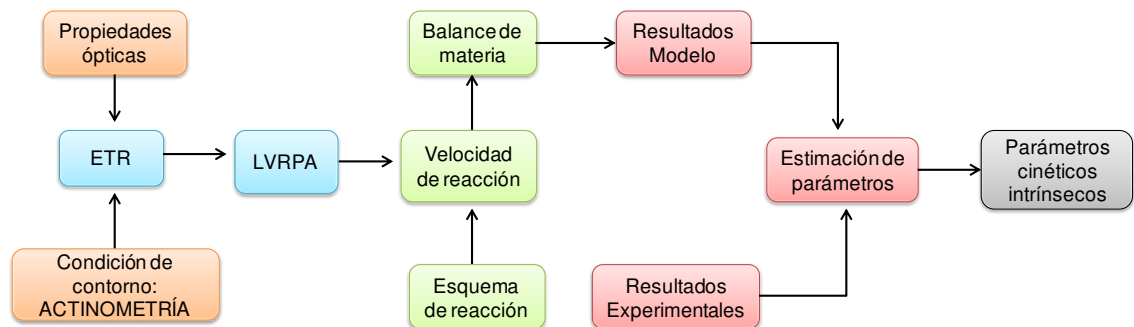 Propiedades
ópticas
Balance de
materia
Resultados
Modelo
ETR
LVRPA
Velocidad
de reacción
Estimación de
parámetros
Parámetros
cinéticos
intrínsecos
Condición de
contorno:
ACTINOMETRÍA
Esquema
de reacción
Resultados
Experimentales